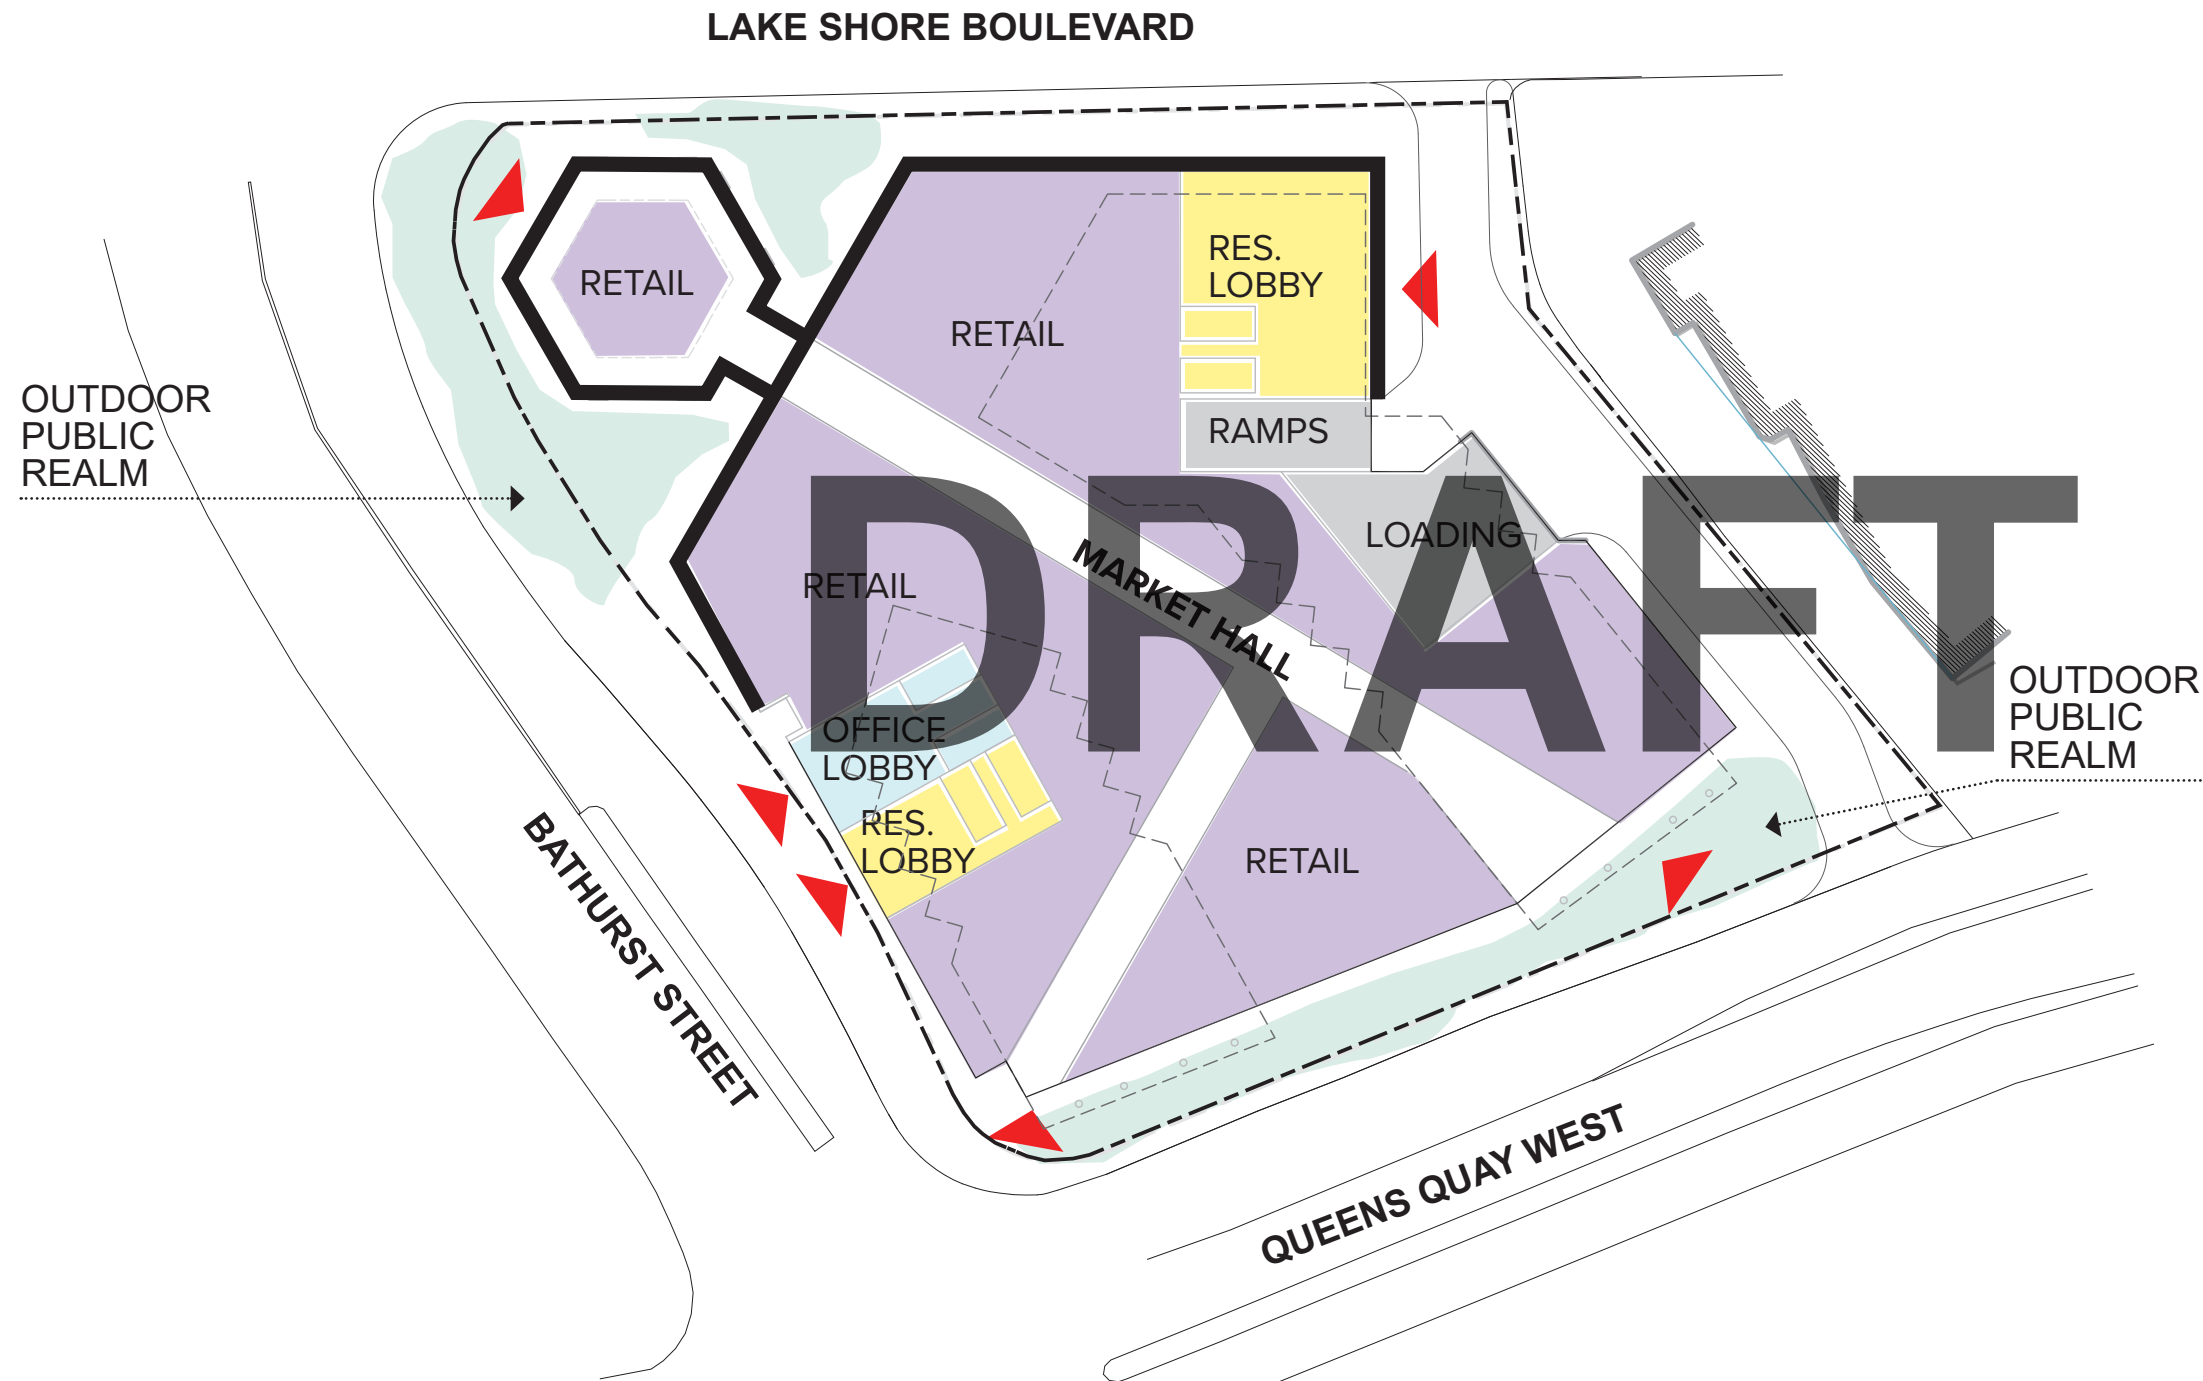 LAKE SHORE BOULEVARD
RES.
LOBBY
RETAIL
RETAIL
OUTDOOR
PUBLIC
REALM
RAMPS
DRAFT
LOADING
MARKET HALL
RETAIL
OFFICE
LOBBY
RES.
LOBBY
RETAIL
OUTDOOR
PUBLIC
REALM
BATHURST STREET
QUEENS QUAY WEST